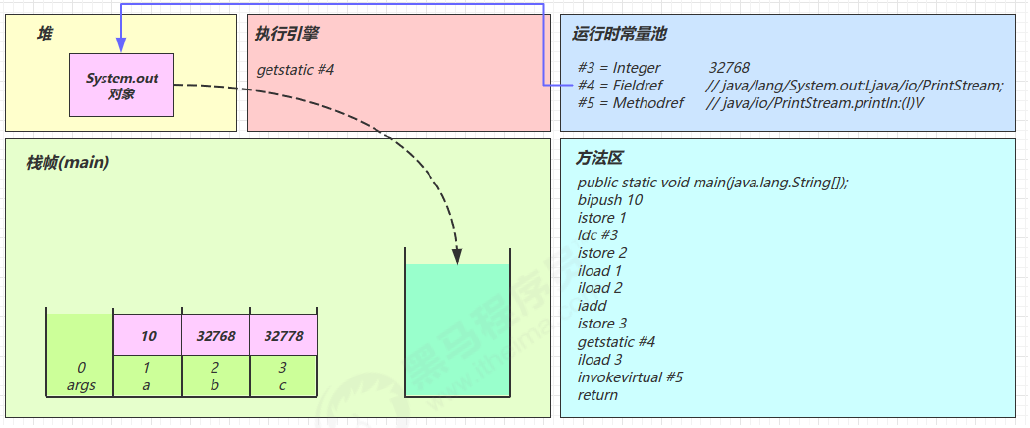 堆
System.out
对象
执行引擎
getstatic #4
运行时常量池
#3 = Integer 32768
#4 = Fieldref // java/lang/System.out:Ljava/io/PrintStream;
#5 = Methodref // java/io/PrintStream.println:(I)V
栈帧(main)
10 32768 32778
0 1 2 3
args a b c
方法区
public static void main(java.lang.String[]);
bipush 10
istore 1
ldc #3
istore 2
iload 1
iload 2
iadd
istore 3
getstatic #4
iload 3
invokevirtual #5
return
黑马程序员
www.itheima.com